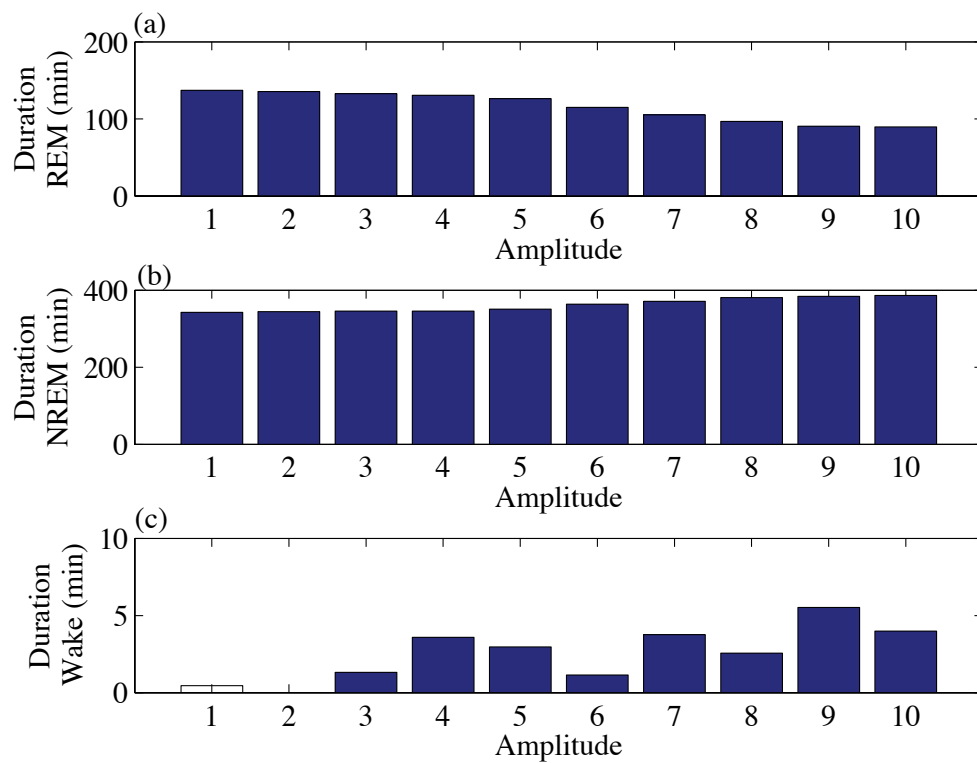 (a)
200
100
0
Duration
REM (min)
1 2 3 4 5 6 7 8 9 10
Amplitude
(b)
400
200
0
Duration
NREM (min)
1 2 3 4 5 6 7 8 9 10
Amplitude
(c)
10
5
0
Duration
Wake (min)
1 2 3 4 5 6 7 8 9 10
Amplitude